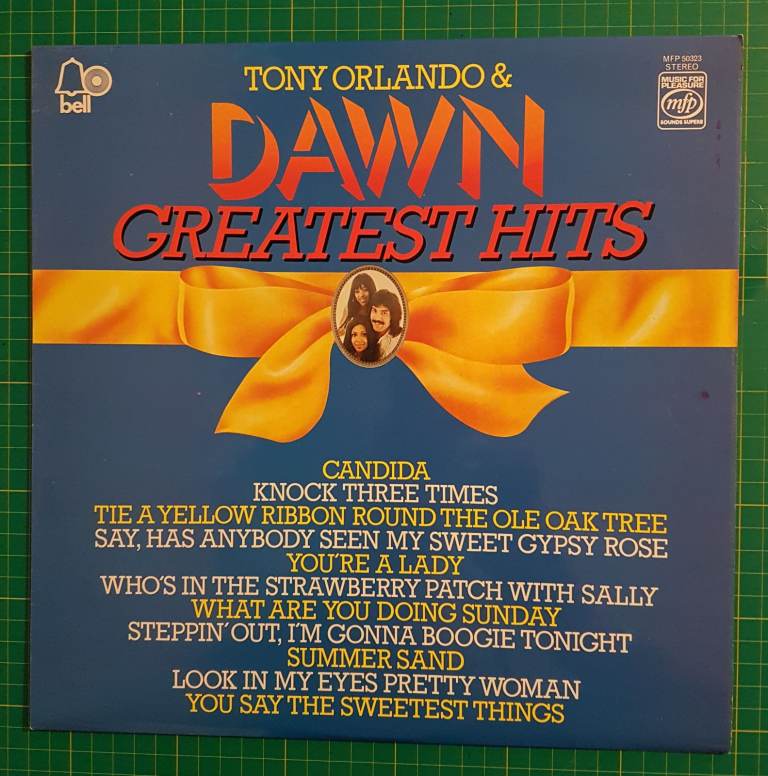 bell
TONY ORLANDO &
MFP 50323
STEREO
MUSIC FOR
PLEASURE
mfp
SOUNDS SUPERB
DAWN
GREATEST HITS
CANDIDA
KNOCK THREE TIMES
TIE A YELLOW RIBBON ROUND THE OLE OAK TREE
SAY, HAS ANYBODY SEEN MY SWEET GYPSY ROSE
YOU'RE A LADY
WHO'S IN THE STRAWBERRY PATCH WITH SALLY
WHAT ARE YOU DOING SUNDAY
STEPPIN' OUT, I'M GONNA BOOGIE TONIGHT
SUMMER SAND
LOOK IN MY EYES PRETTY WOMAN
YOU SAY THE SWEETEST THINGS